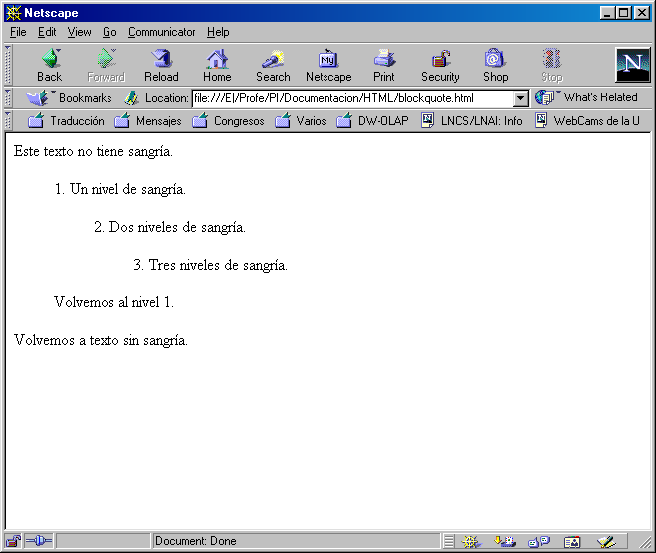 Netscape
File Edit View Go Communicator Help
Back Forward Reload Home Search Netscape Print Security Shop Stop
My
N
Bookmarks Location: file:///E|/Profe/PI/Documentacion/HTML/blockquote.html What's Related
Traducción Mensajes Congresos Varios DW-OLAP LNCS/LNAI: Info WebCams de la U
Este texto no tiene sangría.
1. Un nivel de sangría.
2. Dos niveles de sangría.
3. Tres niveles de sangría.
Volvemos al nivel 1.
Volvemos a texto sin sangría.
Document: Done